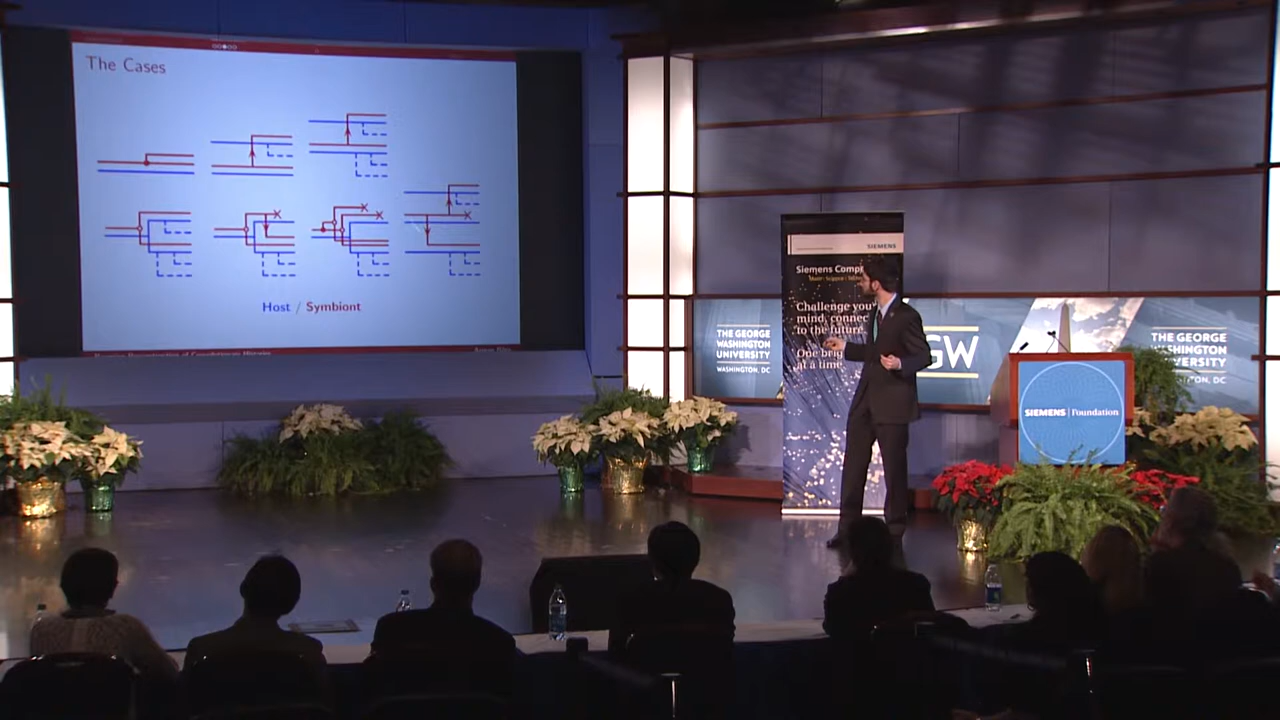 The Cases
Host / Symbiont
SIEMENS
Siemens Comp
Challenge you
mind, connec
to the future.
One brig
at a time
THE GEORGE
WASHINGTON
UNIVERSITY
WASHINGTON, DC
GW
THE GEORGE
WASHINGTON
UNIVERSITY
SIEMENS | Foundation